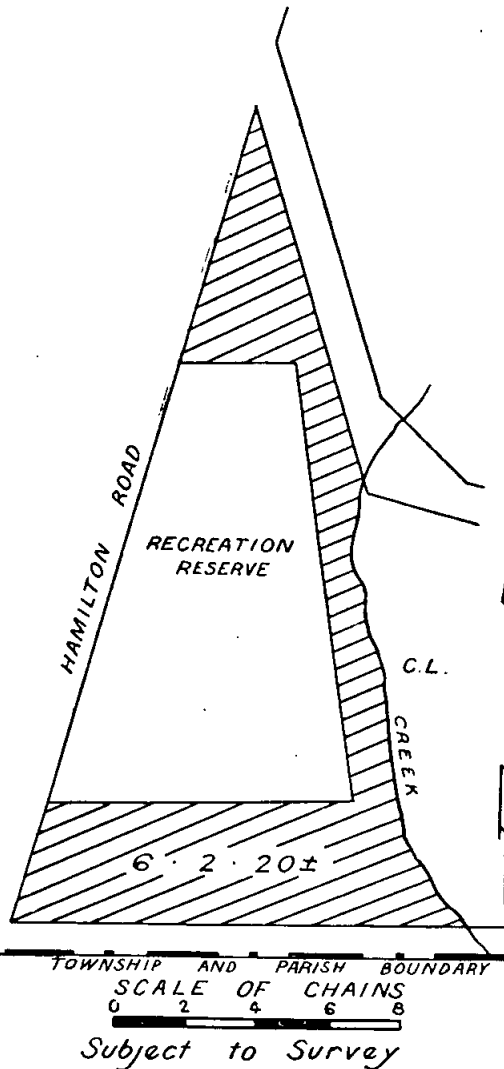 HAMILTON ROAD
RECREATION
RESERVE
C.L.
CREEK
6 · 2 · 20±
TOWNSHIP AND PARISH BOUNDARY
SCALE OF CHAINS
0 2 4 6 8
Subject to Survey